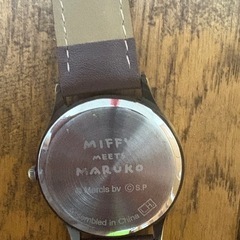 MIFFY
MEETS
MARUKO
© Mercis bv © S.P
Assembled in China